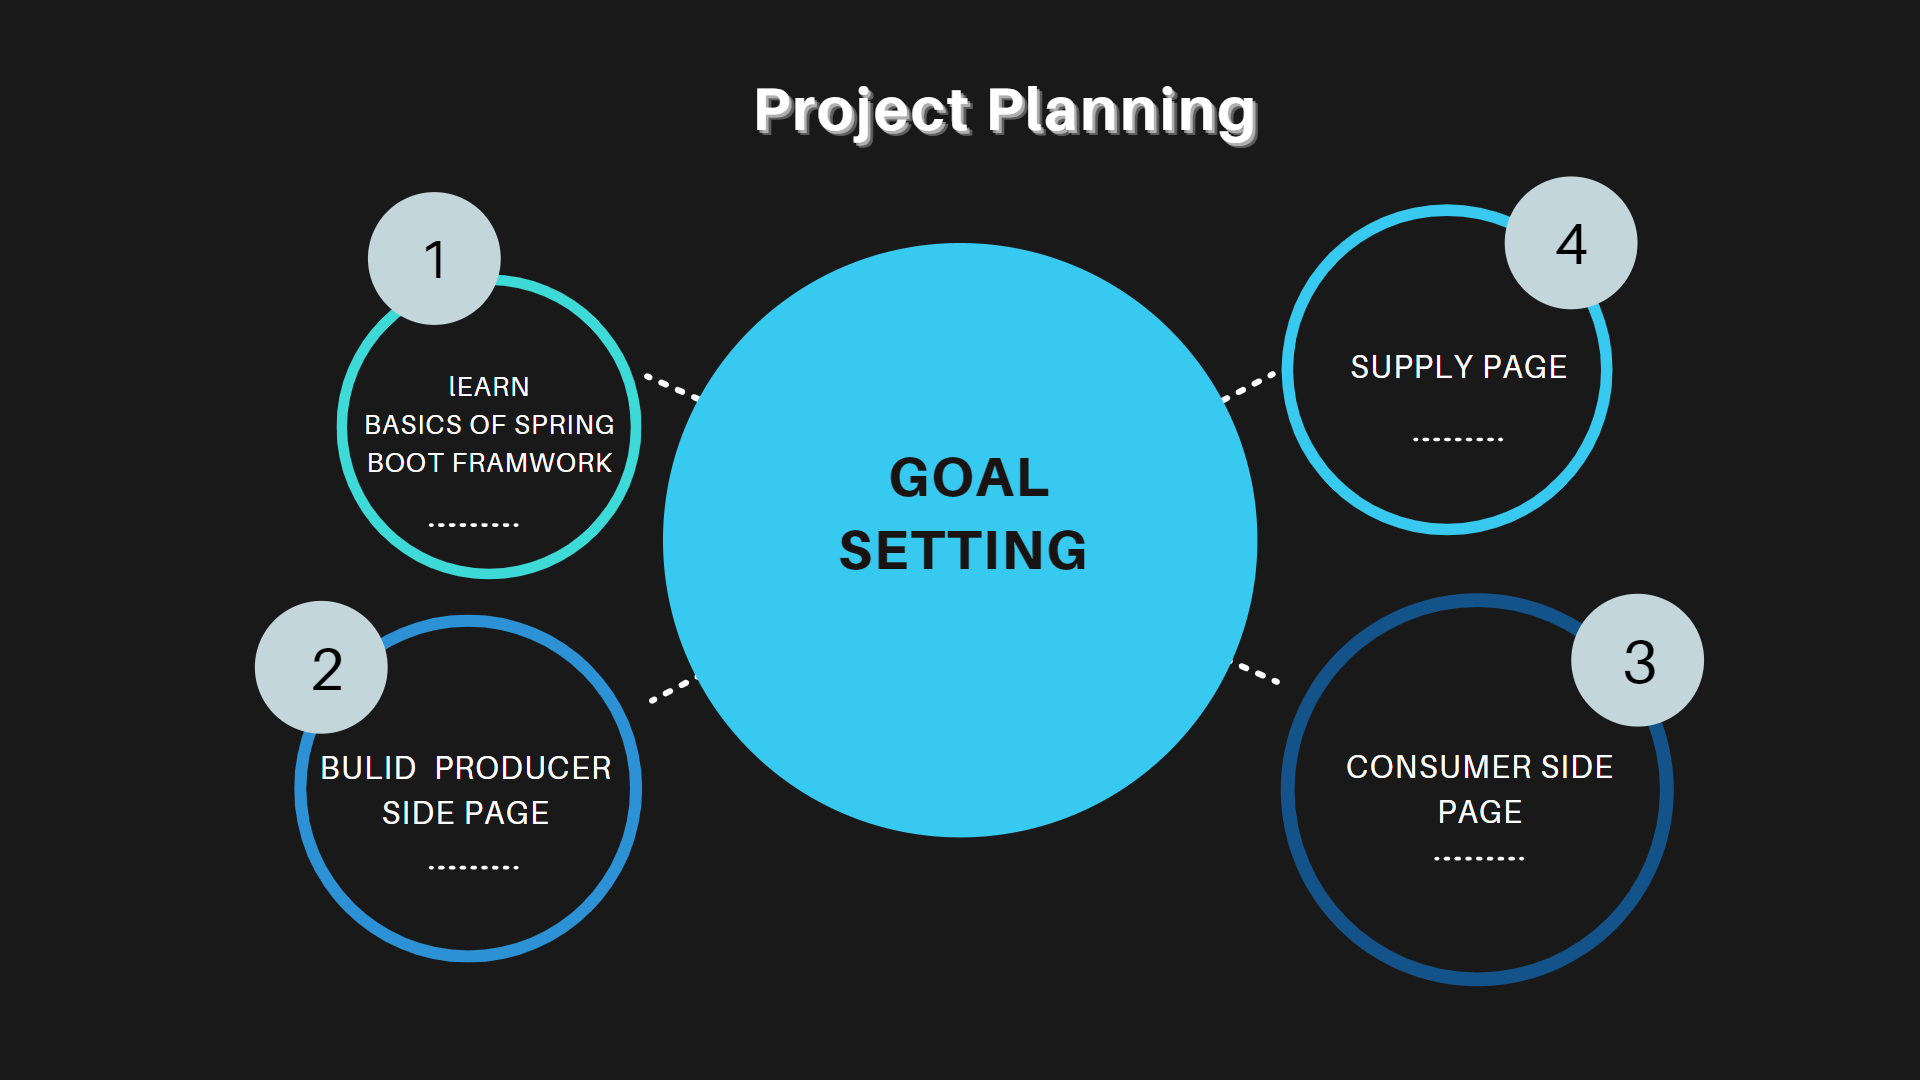 Project Planning
1
lEARN
BASICS OF SPRING
BOOT FRAMWORK
2
BULID PRODUCER
SIDE PAGE
GOAL
SETTING
4
SUPPLY PAGE
3
CONSUMER SIDE
PAGE